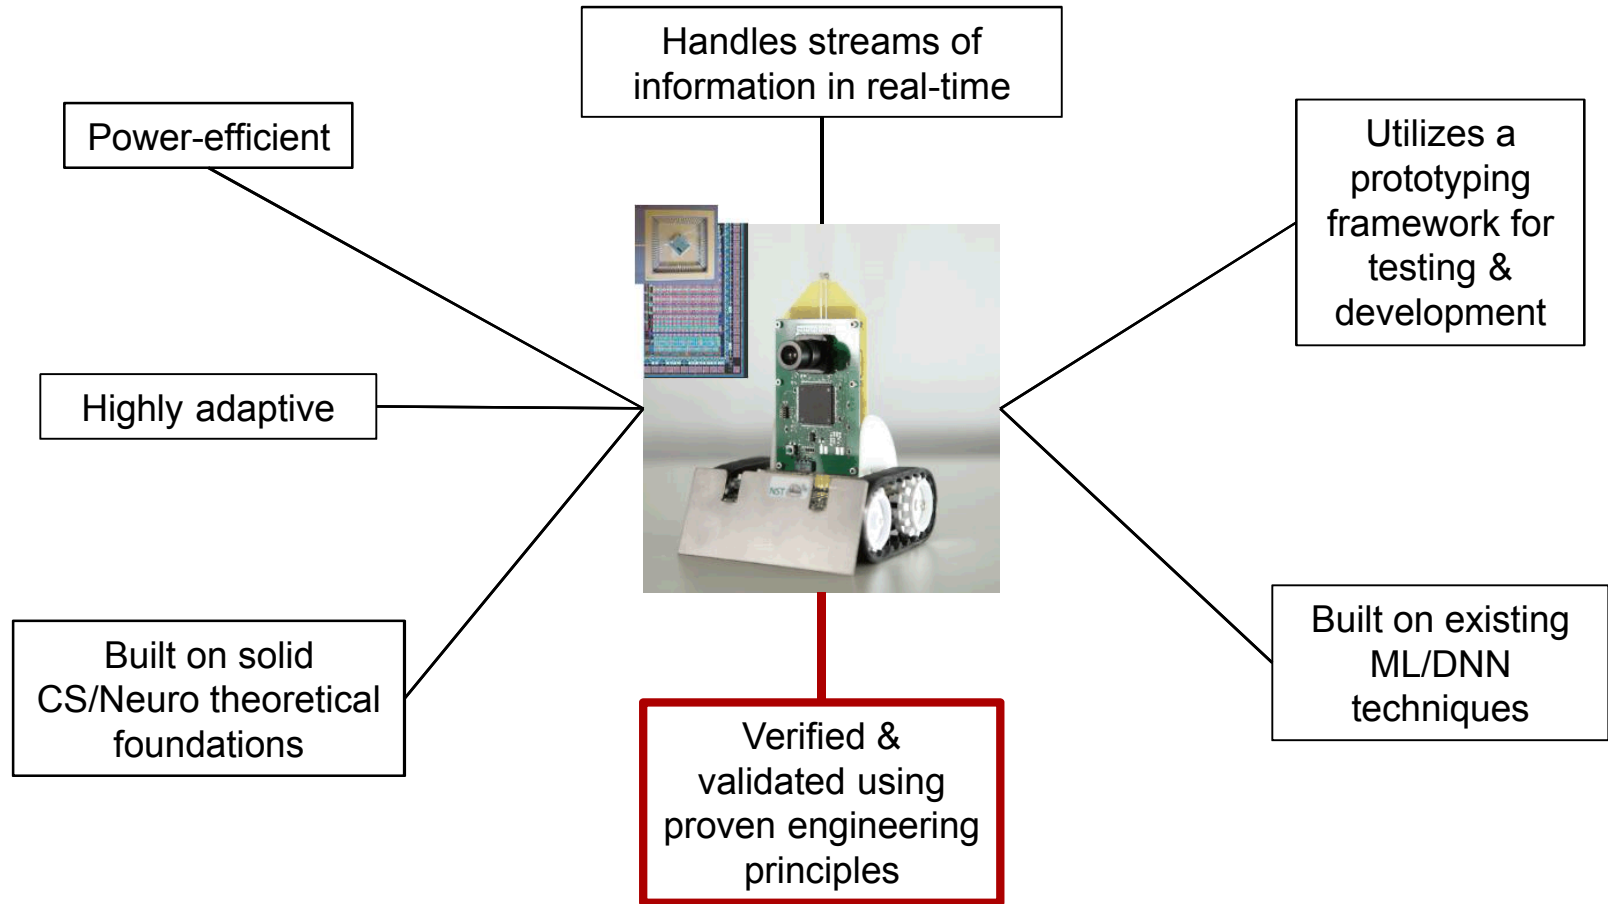 Handles streams of
information in real-time
Power-efficient
Utilizes a
prototyping
framework for
testing &
development
Highly adaptive
NST
Built on solid
CS/Neuro theoretical
foundations
Built on existing
ML/DNN
techniques
Verified &
validated using
proven engineering
principles